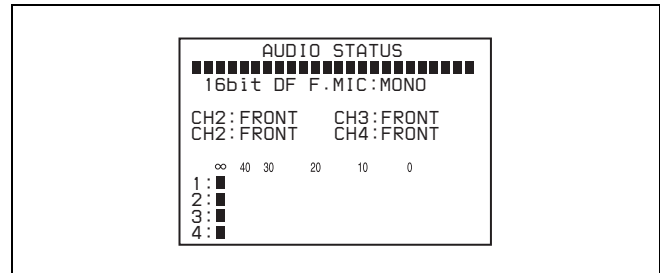 AUDIO STATUS
16bit DF F.MIC:MONO
CH2:FRONT CH3:FRONT
CH2:FRONT CH4:FRONT
∞ 40 30 20 10 0
1:
2:
3:
4: